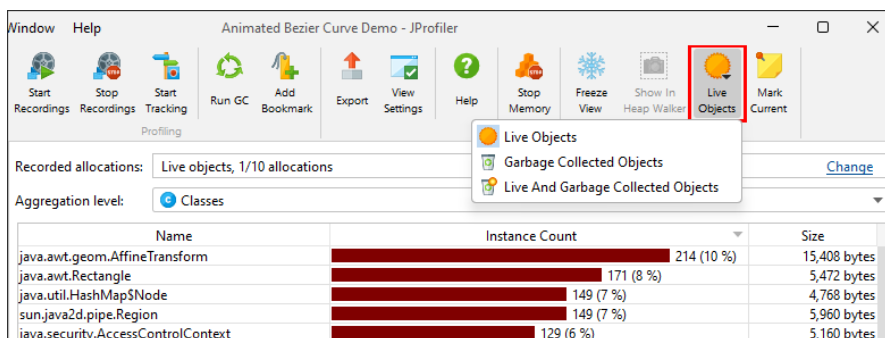 Window Help Animated Bezier Curve Demo - JProfiler
Start Recordings
Stop Recordings
Start Tracking
Run GC
Add Bookmark
Export
View Settings
Help
Stop Memory
Freeze View
Show In Heap Walker
Live Objects
Mark Current
Profiling
Live Objects
Garbage Collected Objects
Live And Garbage Collected Objects
Recorded allocations: Live objects, 1/10 allocations Change
Aggregation level: Classes
Name Instance Count Size
java.awt.geom.AffineTransform 214 (10 %) 15,408 bytes
java.awt.Rectangle 171 (8 %) 5,472 bytes
java.util.HashMap$Node 149 (7 %) 4,768 bytes
sun.java2d.pipe.Region 149 (7 %) 5,960 bytes
java.security.AccessControlContext 129 (6 %) 5,160 bytes